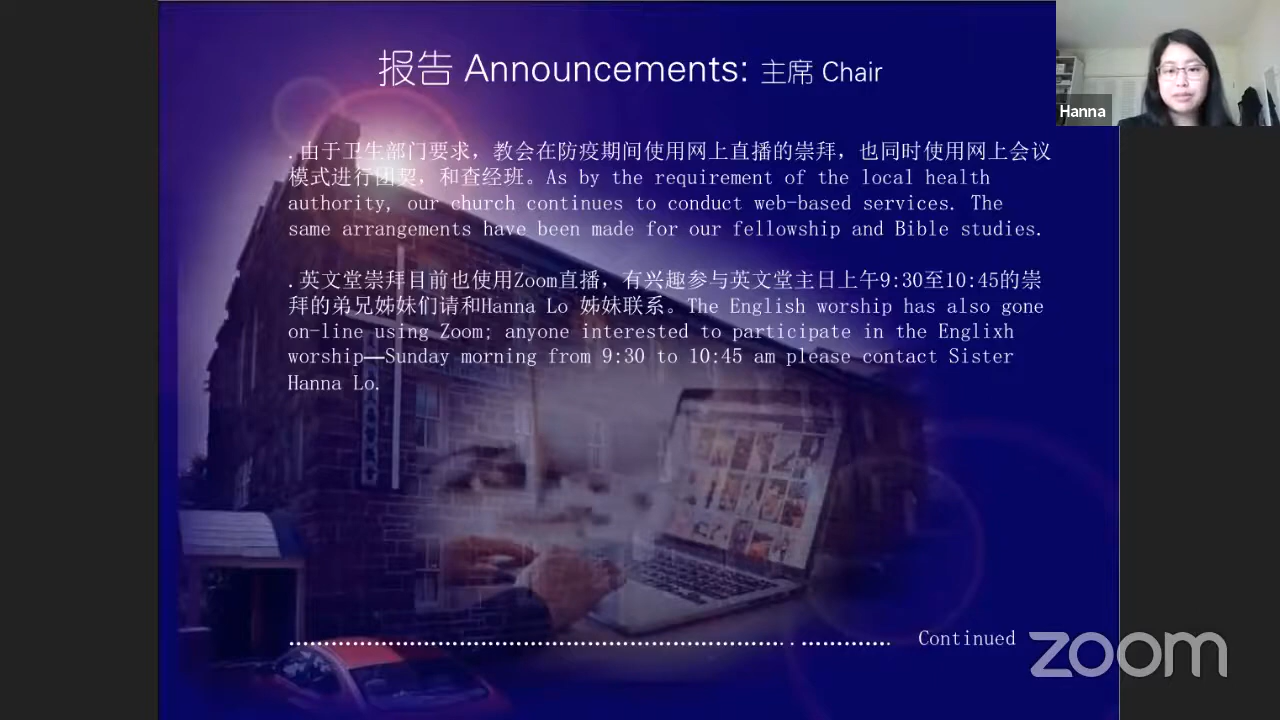 报告 Announcements: 主席 Chair
Hanna
.由于卫生部门要求，教会在防疫期间使用网上直播的崇拜，也同时使用网上会议
模式进行团契，和查经班。As by the requirement of the local health
authority, our church continues to conduct web-based services. The
same arrangements have been made for our fellowship and Bible studies.
.英文堂崇拜目前也使用Zoom直播，有兴趣参与英文堂主日上午9:30至10:45的崇
拜的弟兄姊妹们请和Hanna Lo 姊妹联系。The English worship has also gone
on-line using Zoom; anyone interested to participate in the Englixh
worship—Sunday morning from 9:30 to 10:45 am please contact Sister
Hanna Lo.
Continued
zoom